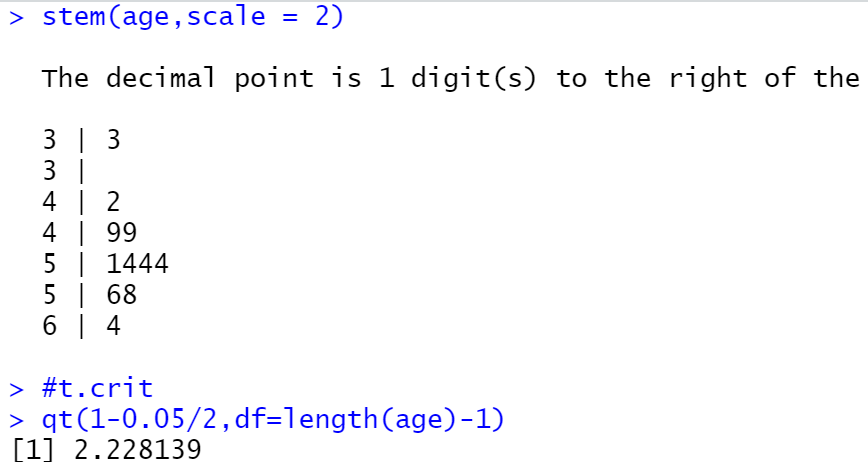 > stem(age,scale = 2)
The decimal point is 1 digit(s) to the right of the
3 | 3
3 |
4 | 2
4 | 99
5 | 1444
5 | 68
6 | 4
> #t.crit
> qt(1-0.05/2,df=length(age)-1)
[1] 2.228139